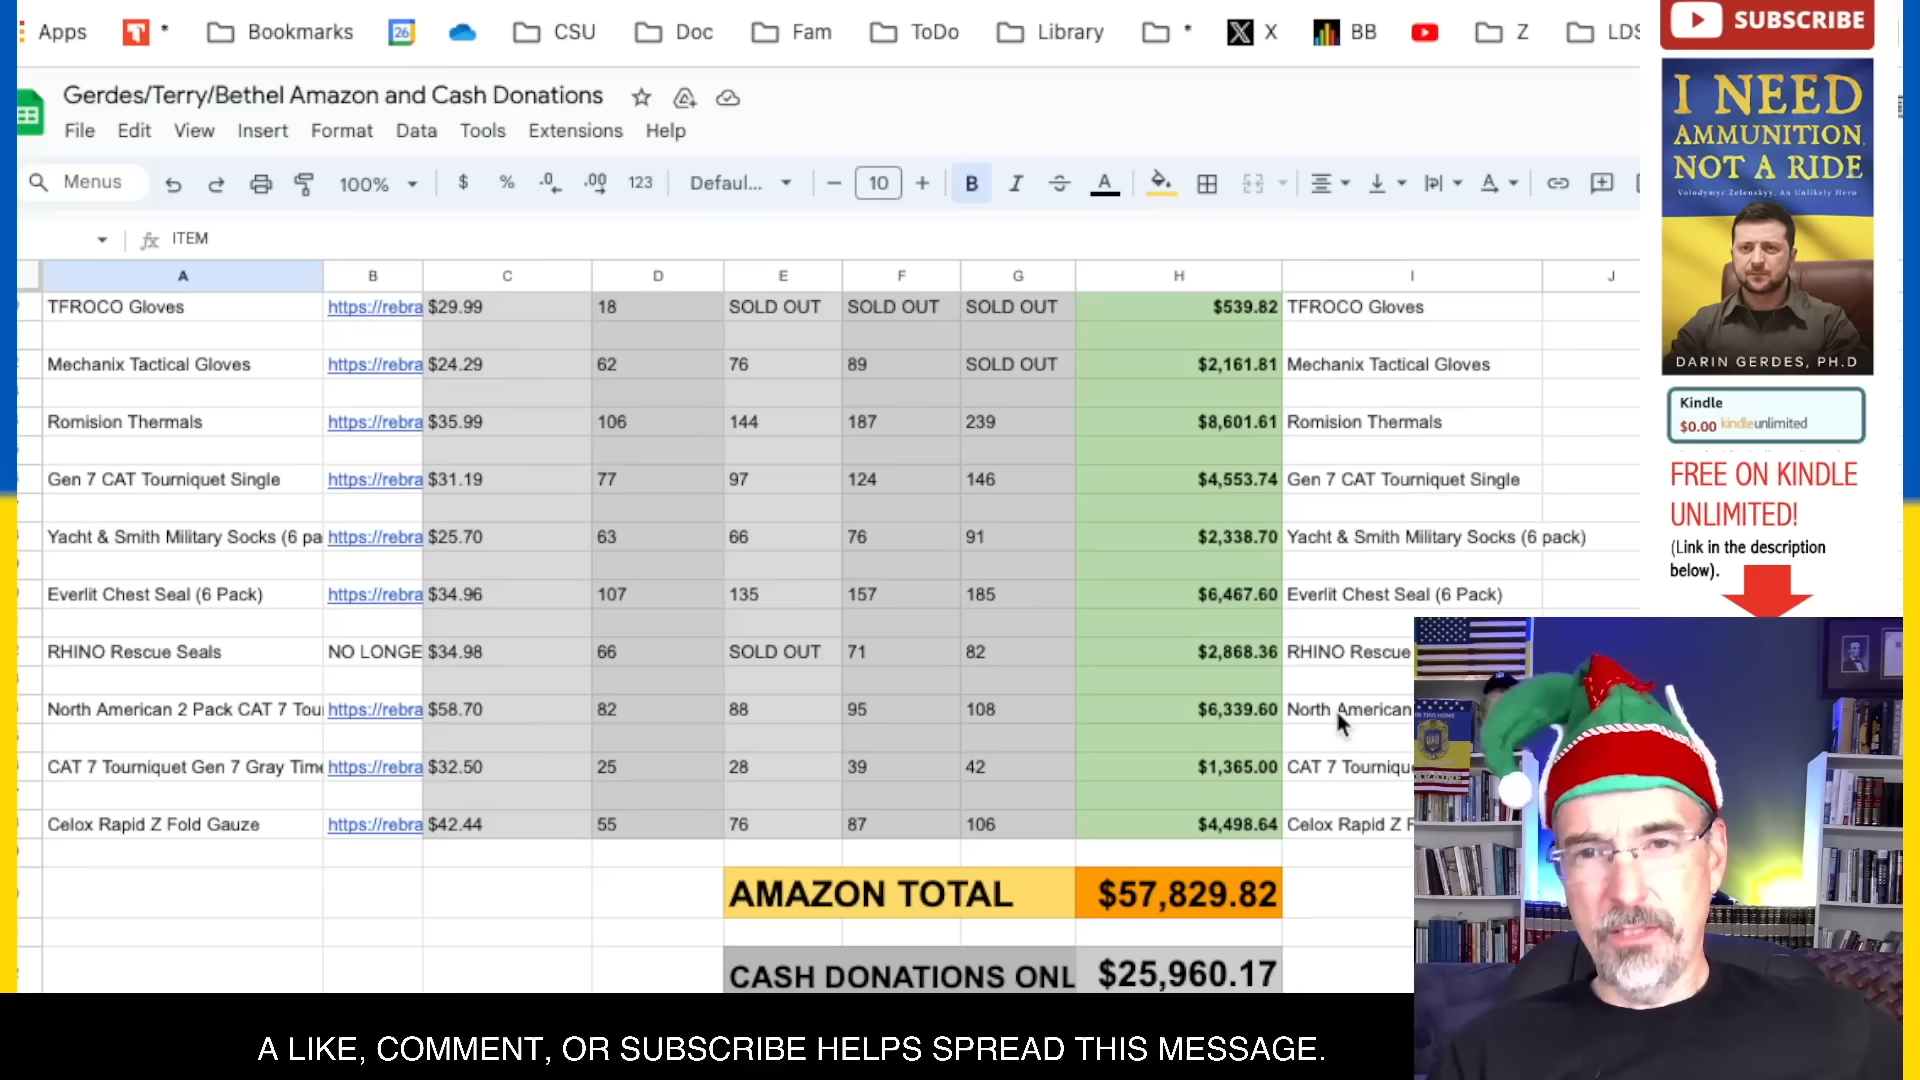 Apps
*
Bookmarks
26
CSU
Doc
Fam
ToDo
Library
*
X
BB
Z
LDS
SUBSCRIBE
Gerdes/Terry/Bethel Amazon and Cash Donations
File Edit View Insert Format Data Tools Extensions Help
Menus 100% $ % .0 .00 123 Defaul... 10 B I A
ITEM
A B C D E F G H I J
TFROCO Gloves https://rebra $29.99 18 SOLD OUT SOLD OUT SOLD OUT $539.82 TFROCO Gloves
Mechanix Tactical Gloves https://rebra $24.29 62 76 89 SOLD OUT $2,161.81 Mechanix Tactical Gloves
Romision Thermals https://rebra $35.99 106 144 187 239 $8,601.61 Romision Thermals
Gen 7 CAT Tourniquet Single https://rebra $31.19 77 97 124 146 $4,553.74 Gen 7 CAT Tourniquet Single
Yacht & Smith Military Socks (6 pa https://rebra $25.70 63 66 76 91 $2,338.70 Yacht & Smith Military Socks (6 pack)
Everlit Chest Seal (6 Pack) https://rebra $34.96 107 135 157 185 $6,467.60 Everlit Chest Seal (6 Pack)
RHINO Rescue Seals NO LONGE $34.98 66 SOLD OUT 71 82 $2,868.36 RHINO Rescue
North American 2 Pack CAT 7 Tou https://rebra $58.70 82 88 95 108 $6,339.60 North American
CAT 7 Tourniquet Gen 7 Gray Time https://rebra $32.50 25 28 39 42 $1,365.00 CAT 7 Tourniqu
Celox Rapid Z Fold Gauze https://rebra $42.44 55 76 87 106 $4,498.64 Celox Rapid Z F
AMAZON TOTAL $57,829.82
CASH DONATIONS ONL $25,960.17
I NEED
AMMUNITION,
NOT A RIDE
Volodymyr Zelenskyy, An Unlikely Hero
DARIN GERDES, PH.D
Kindle
$0.00 kindleunlimited
FREE ON KINDLE
UNLIMITED!
(Link in the description
below).
IN THIS HOME
A LIKE, COMMENT, OR SUBSCRIBE HELPS SPREAD THIS MESSAGE.